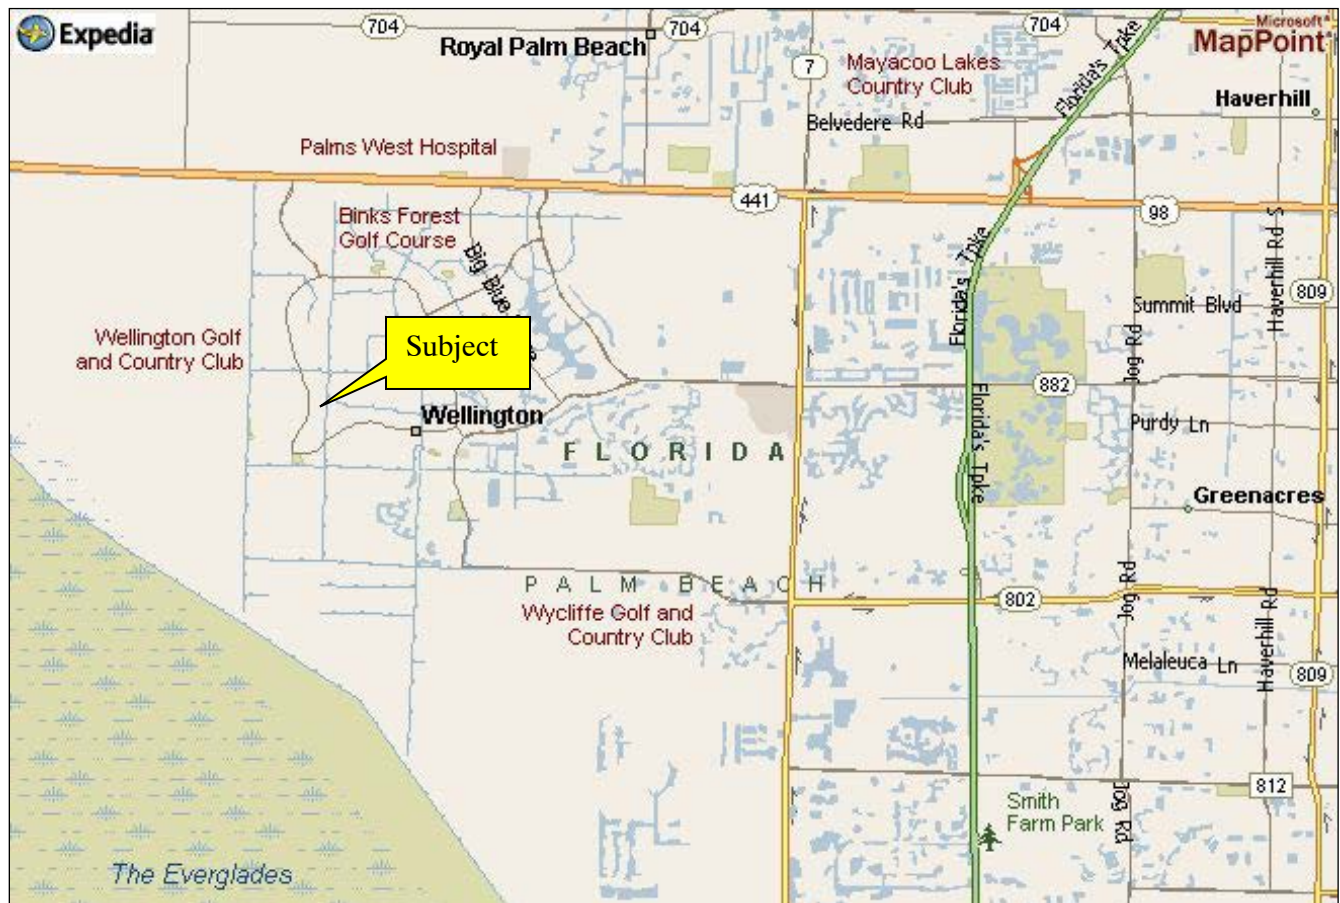 Expedia
704
704
704
Microsoft®
MapPoint®
Royal Palm Beach
7
Mayacoo Lakes
Country Club
Florida's Tpke
Haverhill
Belvedere Rd
Palms West Hospital
441
98
Binks Forest
Golf Course
Big Blue
Florida's Tpke
Haverhill Rd S
809
Summit Blvd
Wellington Golf
and Country Club
Subject
Jog Rd
882
Wellington
Purdy Ln
FLORIDA
Florida's Tpke
Greenacres
PALM BEACH
802
Jog Rd
Haverhill Rd
Wycliffe Golf and
Country Club
Melaleuca Ln
809
812
Smith
Farm Park
Jog Rd
The Everglades